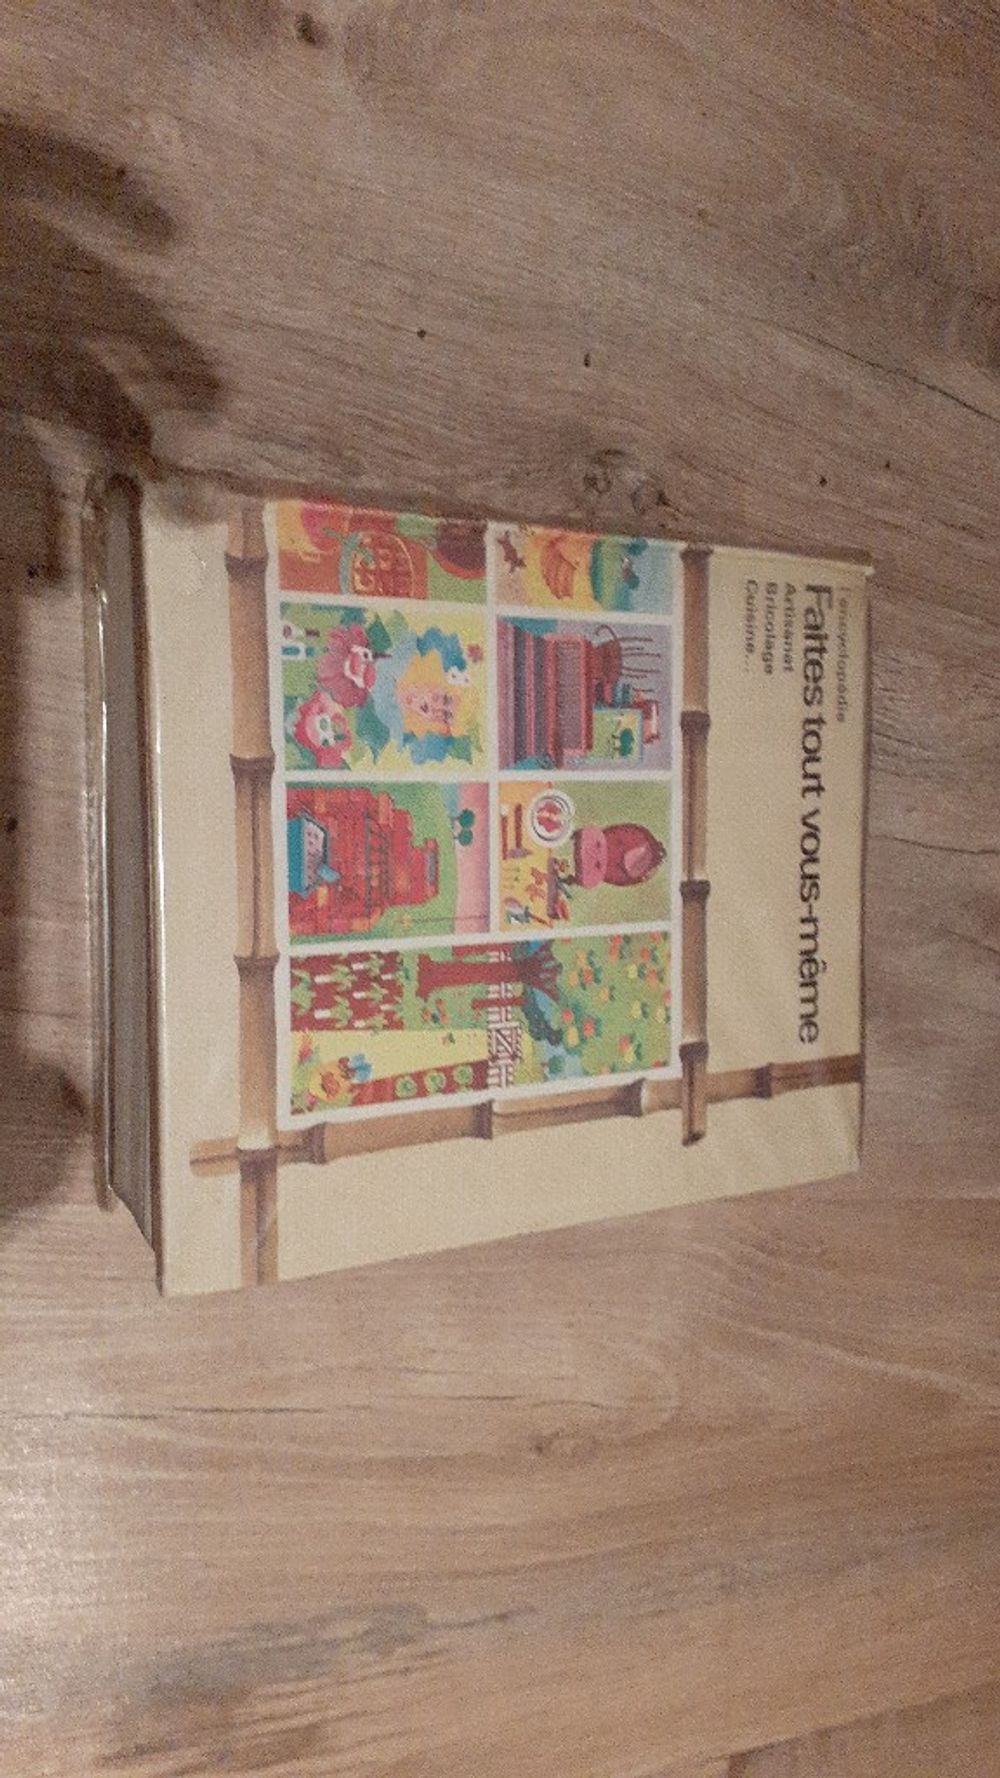 l'encyclopédie
Faites tout vous-même
Artisanat
Bricolage
Cuisine...